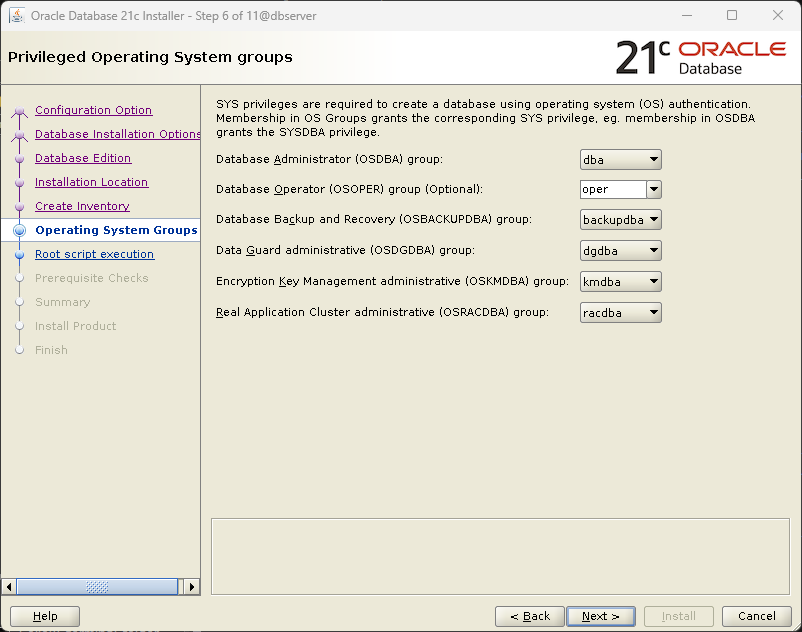 Oracle Database 21c Installer - Step 6 of 11@dbserver
Privileged Operating System groups
21c ORACLE
Database
Configuration Option
Database Installation Options
Database Edition
Installation Location
Create Inventory
Operating System Groups
Root script execution
Prerequisite Checks
Summary
Install Product
Finish
SYS privileges are required to create a database using operating system (OS) authentication.
Membership in OS Groups grants the corresponding SYS privilege, eg. membership in OSDBA
grants the SYSDBA privilege.
Database Administrator (OSDBA) group: dba
Database Operator (OSOPER) group (Optional): oper
Database Backup and Recovery (OSBACKUPDBA) group: backupdba
Data Guard administrative (OSDGDBA) group: dgdba
Encryption Key Management administrative (OSKMDBA) group: kmdba
Real Application Cluster administrative (OSRACDBA) group: racdba
Help
< Back
Next >
Install
Cancel